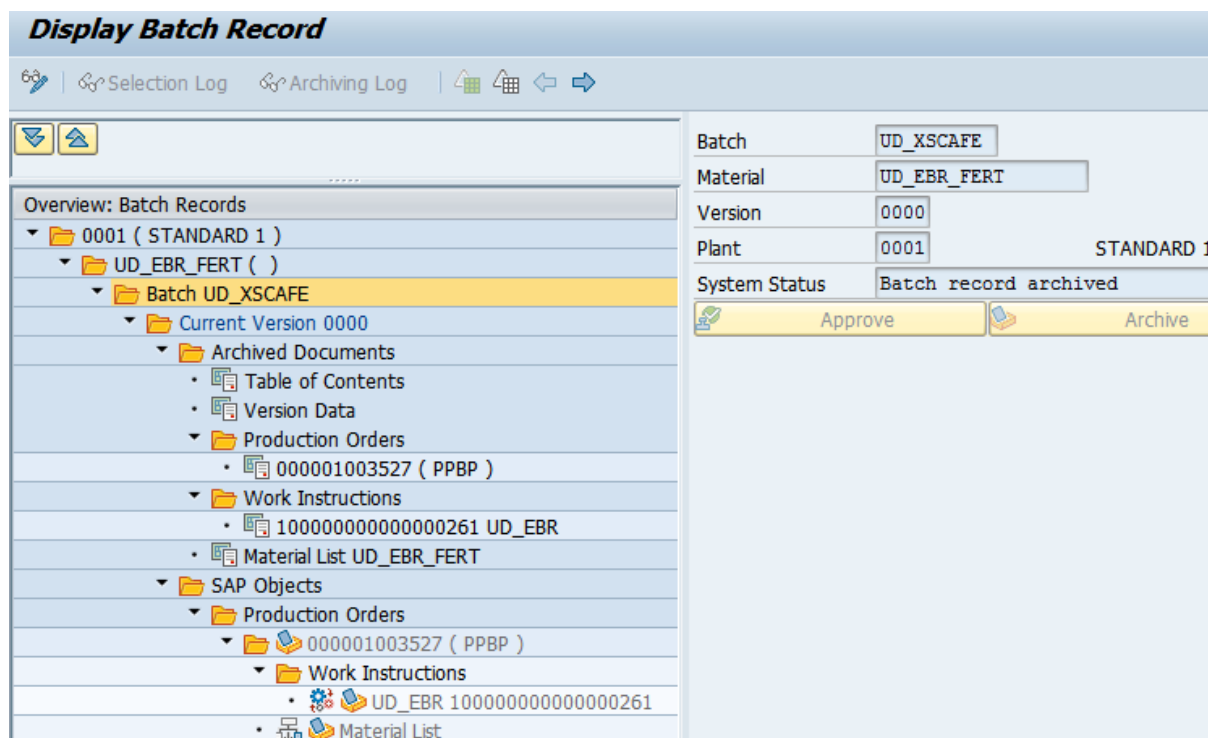 Display Batch Record
Selection Log Archiving Log
Overview: Batch Records
0001 ( STANDARD 1 )
UD_EBR_FERT ( )
Batch UD_XSCAFE
Current Version 0000
Archived Documents
Table of Contents
Version Data
Production Orders
000001003527 ( PPBP )
Work Instructions
100000000000000261 UD_EBR
Material List UD_EBR_FERT
SAP Objects
Production Orders
000001003527 ( PPBP )
Work Instructions
UD_EBR 100000000000000261
Material List
Batch UD_XSCAFE
Material UD_EBR_FERT
Version 0000
Plant 0001 STANDARD 1
System Status Batch record archived
Approve Archive